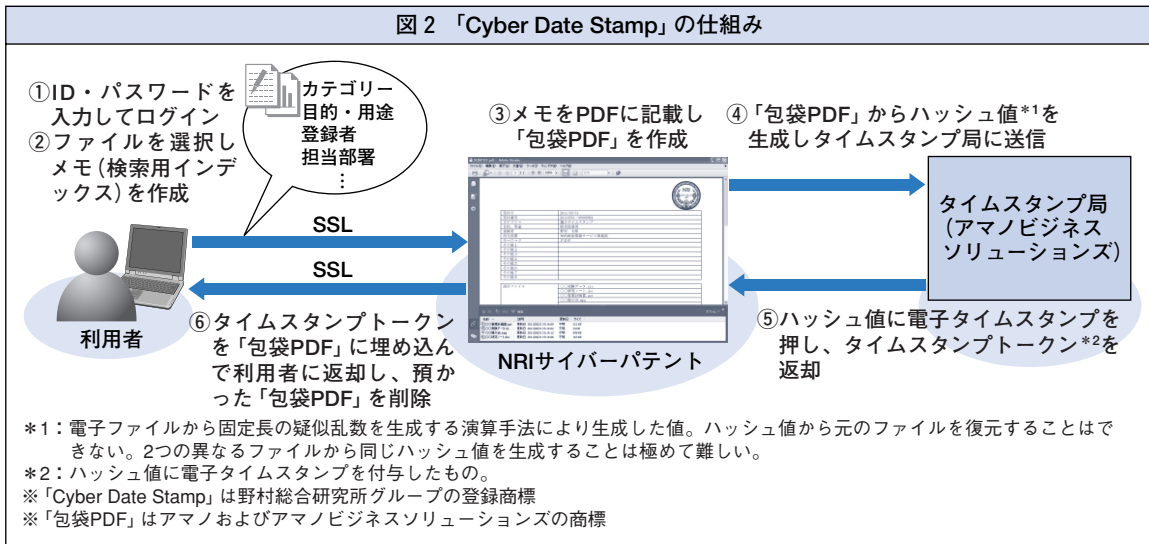 図2 「Cyber Date Stamp」の仕組み
①ID・パスワードを
入力してログイン
②ファイルを選択し
メモ(検索用インデ
ックス)を作成
カテゴリー
目的・用途
登録者
担当部署
⋮
③メモをPDFに記載し
「包袋PDF」を作成
④「包袋PDF」からハッシュ値*1を
生成しタイムスタンプ局に送信
SSL
SSL
タイムスタンプ局
(アマノビジネス
ソリューションズ)
利用者
⑥タイムスタンプトークン
を「包袋PDF」に埋め込ん
で利用者に返却し、預か
った「包袋PDF」を削除
NRIサイバーパテント
⑤ハッシュ値に電子タイムスタンプを
押し、タイムスタンプトークン*2を
返却
*1:電子ファイルから固定長の疑似乱数を生成する演算手法により生成した値。ハッシュ値から元のファイルを復元することはで
きない。2つの異なるファイルから同じハッシュ値を生成することは極めて難しい。
*2:ハッシュ値に電子タイムスタンプを付与したもの。
※「Cyber Date Stamp」は野村総合研究所グループの登録商標
※「包袋PDF」はアマノおよびアマノビジネスソリューションズの商標